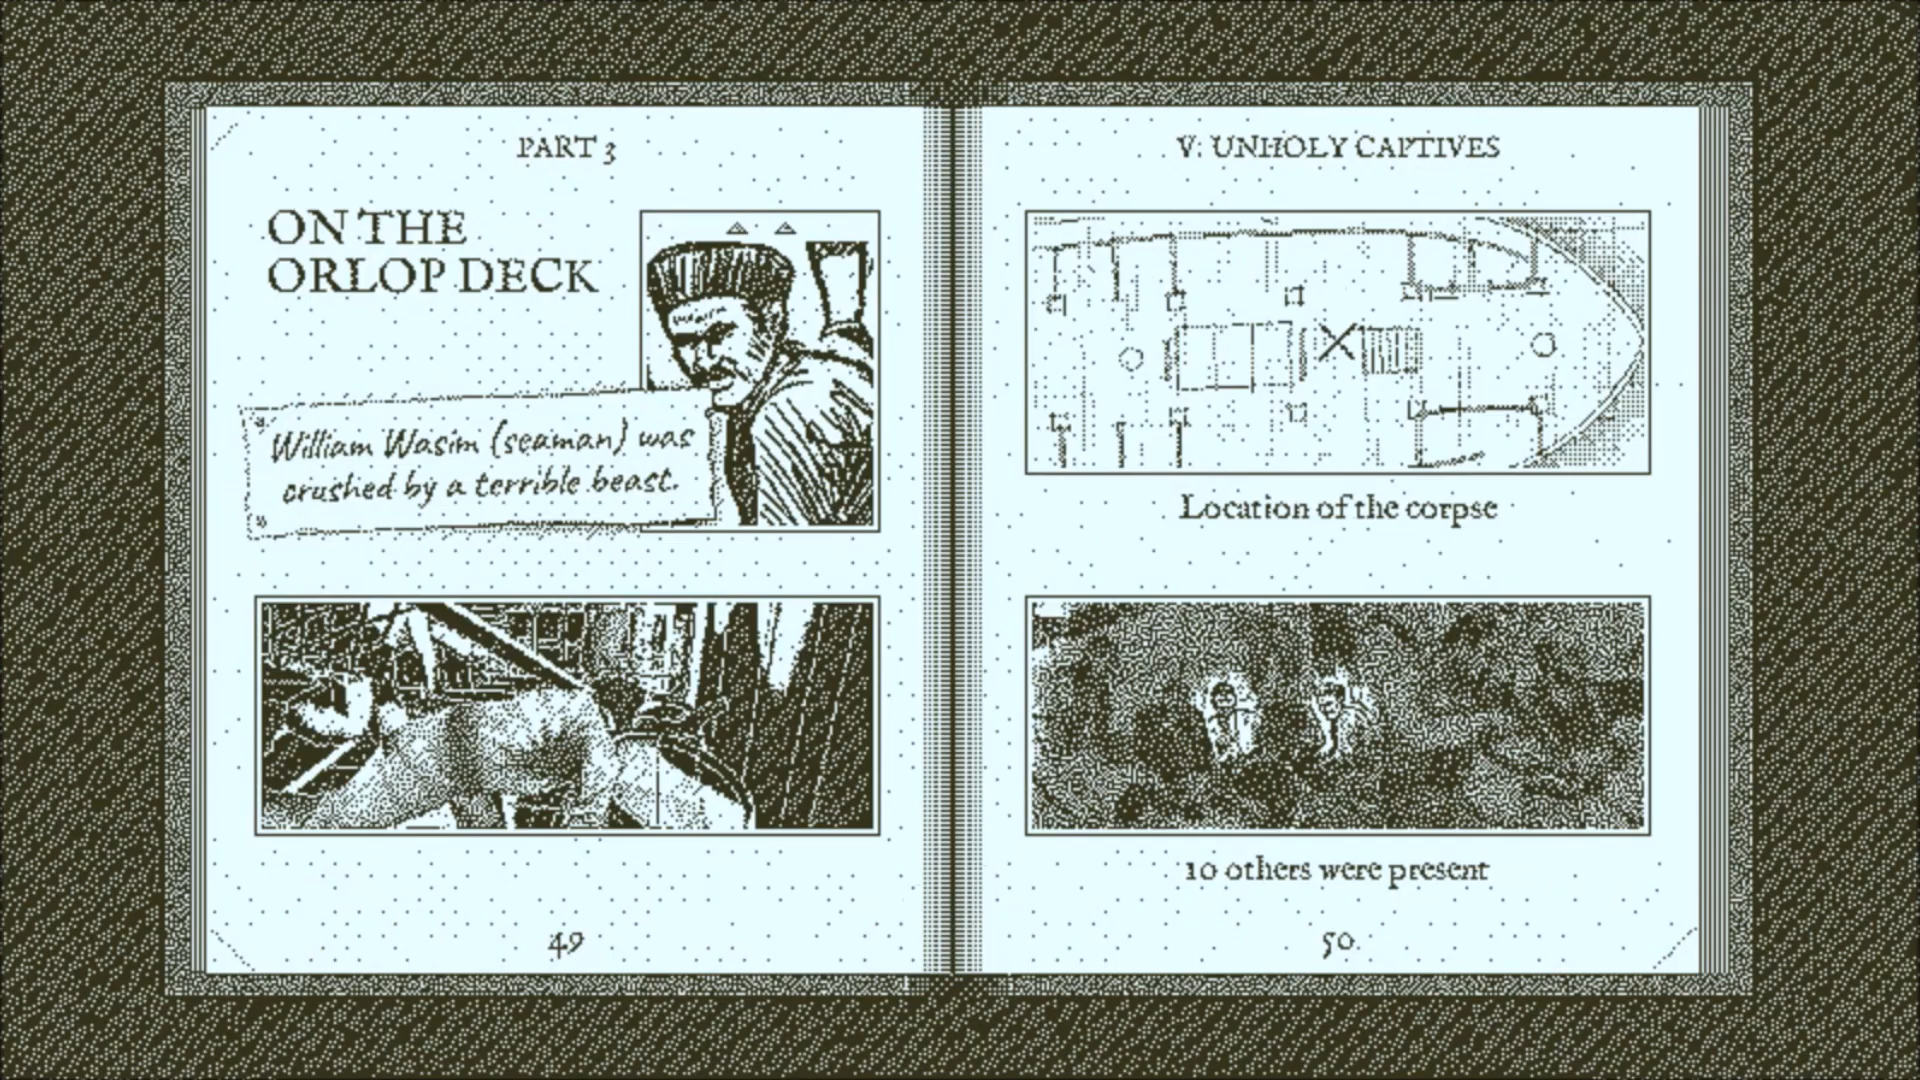 PART 3
ON THE
ORLOP DECK
William Wasim (seaman) was
crushed by a terrible beast.
49
V: UNHOLY CAPTIVES
Location of the corpse
10 others were present
50